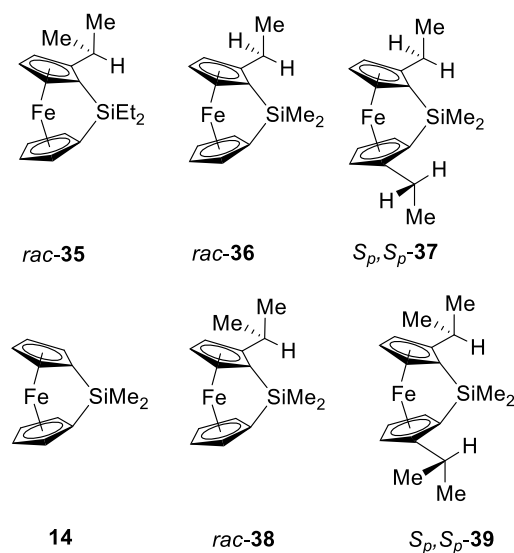 Me
Me H
Fe SiEt2
rac-35
Me
H H
Fe SiMe2
rac-36
Me
H H
Fe SiMe2
H
H
Me
Sp,Sp-37
Fe SiMe2
14
Me
Me H
Fe SiMe2
rac-38
Me
Me H
Fe SiMe2
H
Me
Me
Sp,Sp-39